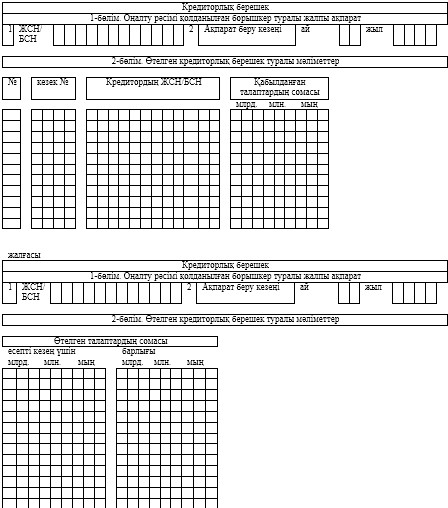 Кредиторлық берешек
1-бөлім. Оңалту рәсімі қолданылған борышкер туралы жалпы ақпарат
1 ЖСН/ 2 Ақпарат беру кезеңі ай жыл
БСН
2-бөлім. Өтелген кредиторлық берешек туралы мәліметтер
№ кезек № Кредитордың ЖСН/БСН Қабылданған
талаптардың сомасы
млрд. млн. мың
жалғасы
Кредиторлық берешек
1-бөлім. Оңалту рәсімі қолданылған борышкер туралы жалпы ақпарат
1 ЖСН/ 2 Ақпарат беру кезеңі ай жыл
БСН
2-бөлім. Өтелген кредиторлық берешек туралы мәліметтер
Өтелген талаптардың сомасы
есепті кезең үшін барлығы
млрд. млн. мың млрд. млн. мың